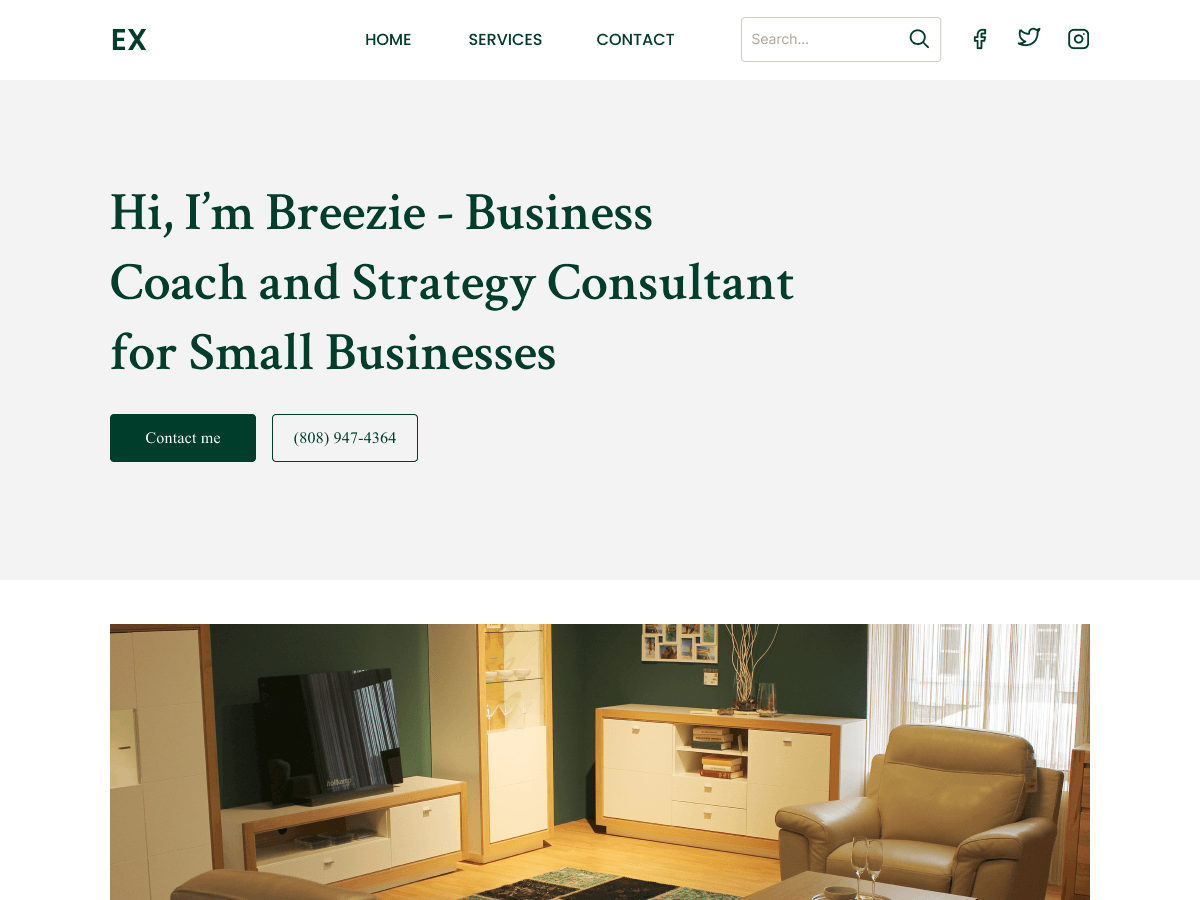 EX
HOME
SERVICES
CONTACT
Search...
Hi, I’m Breezie - Business
Coach and Strategy Consultant
for Small Businesses
Contact me
(808) 947-4364